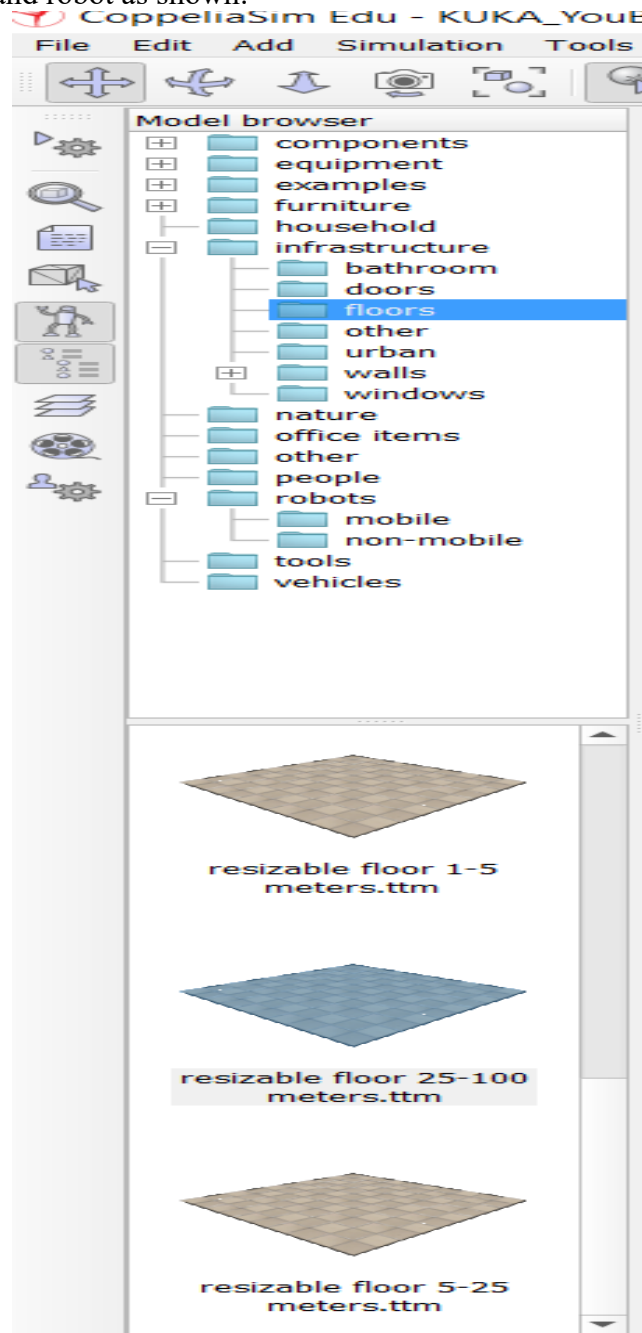 and robot as shown.
CoppeliaSim Edu - KUKA_YouB
File Edit Add Simulation Tools
Model browser
components
equipment
examples
furniture
household
infrastructure
bathroom
doors
floors
other
urban
walls
windows
nature
office items
other
people
robots
mobile
non-mobile
tools
vehicles
resizable floor 1-5
meters.ttm
resizable floor 25-100
meters.ttm
resizable floor 5-25
meters.ttm